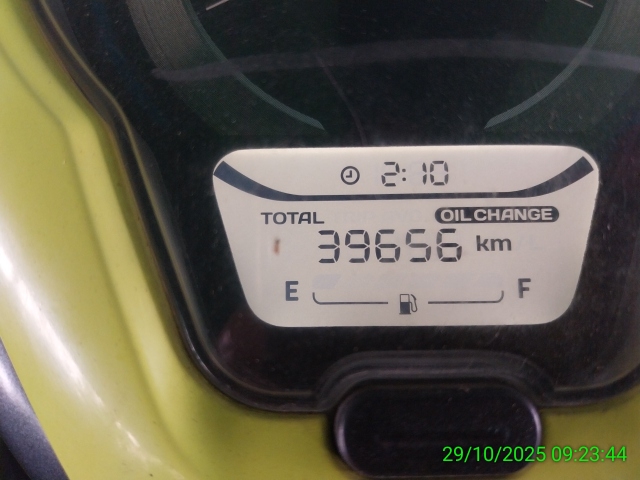 2:10
TOTAL OIL CHANGE
39656 km
E F
29/10/2025 09:23:44